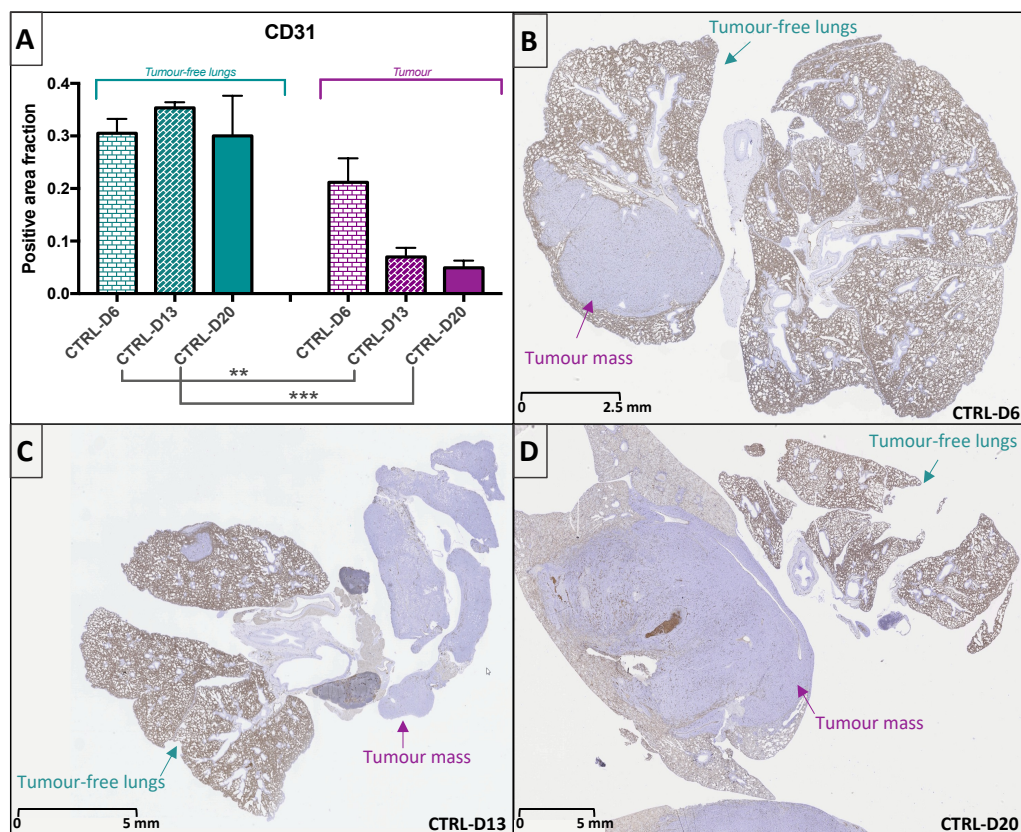 A
CD31
Tumour-free lungs
Tumour
Positive area fraction
0.4
0.3
0.2
0.1
0.0
CTRL-D6
CTRL-D13
CTRL-D20
CTRL-D6
CTRL-D13
CTRL-D20
**
***
B
Tumour-free lungs
Tumour mass
2.5 mm
0
CTRL-D6
C
Tumour mass
Tumour-free lungs
0
5 mm
CTRL-D13
D
Tumour-free lungs
Tumour mass
0
5 mm
CTRL-D20